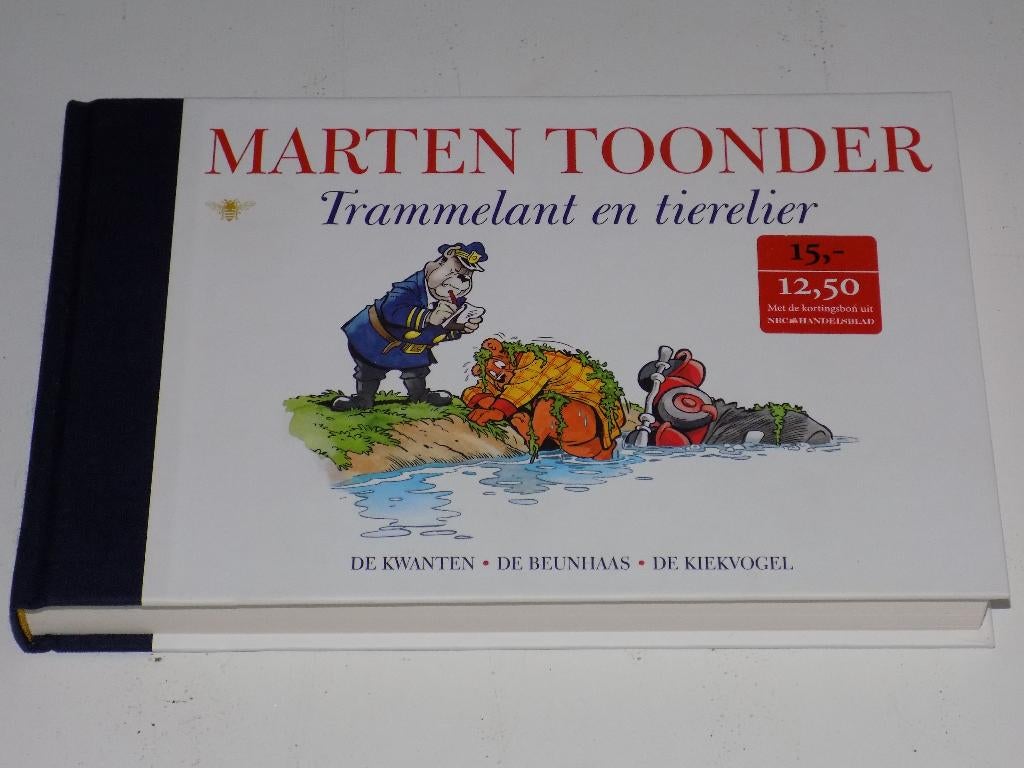 MARTEN TOONDER
Trammelant en tierelier
15,-
12,50
Met de kortingsbon uit
NRC HANDELSBLAD
DE KWANTEN • DE BEUNHAAS • DE KIEKVOGEL